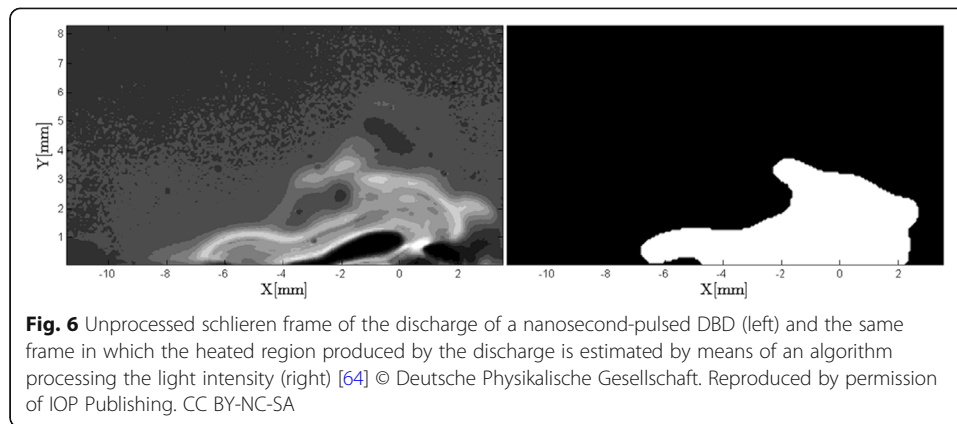 8
7
6
5
4
3
2
1
Y[mm]
-10 -8 -6 -4 -2 0 2
X[mm]
-10 -8 -6 -4 -2 0 2
X[mm]
Fig. 6 Unprocessed schlieren frame of the discharge of a nanosecond-pulsed DBD (left) and the same
frame in which the heated region produced by the discharge is estimated by means of an algorithm
processing the light intensity (right) [64] © Deutsche Physikalische Gesellschaft. Reproduced by permission
of IOP Publishing. CC BY-NC-SA